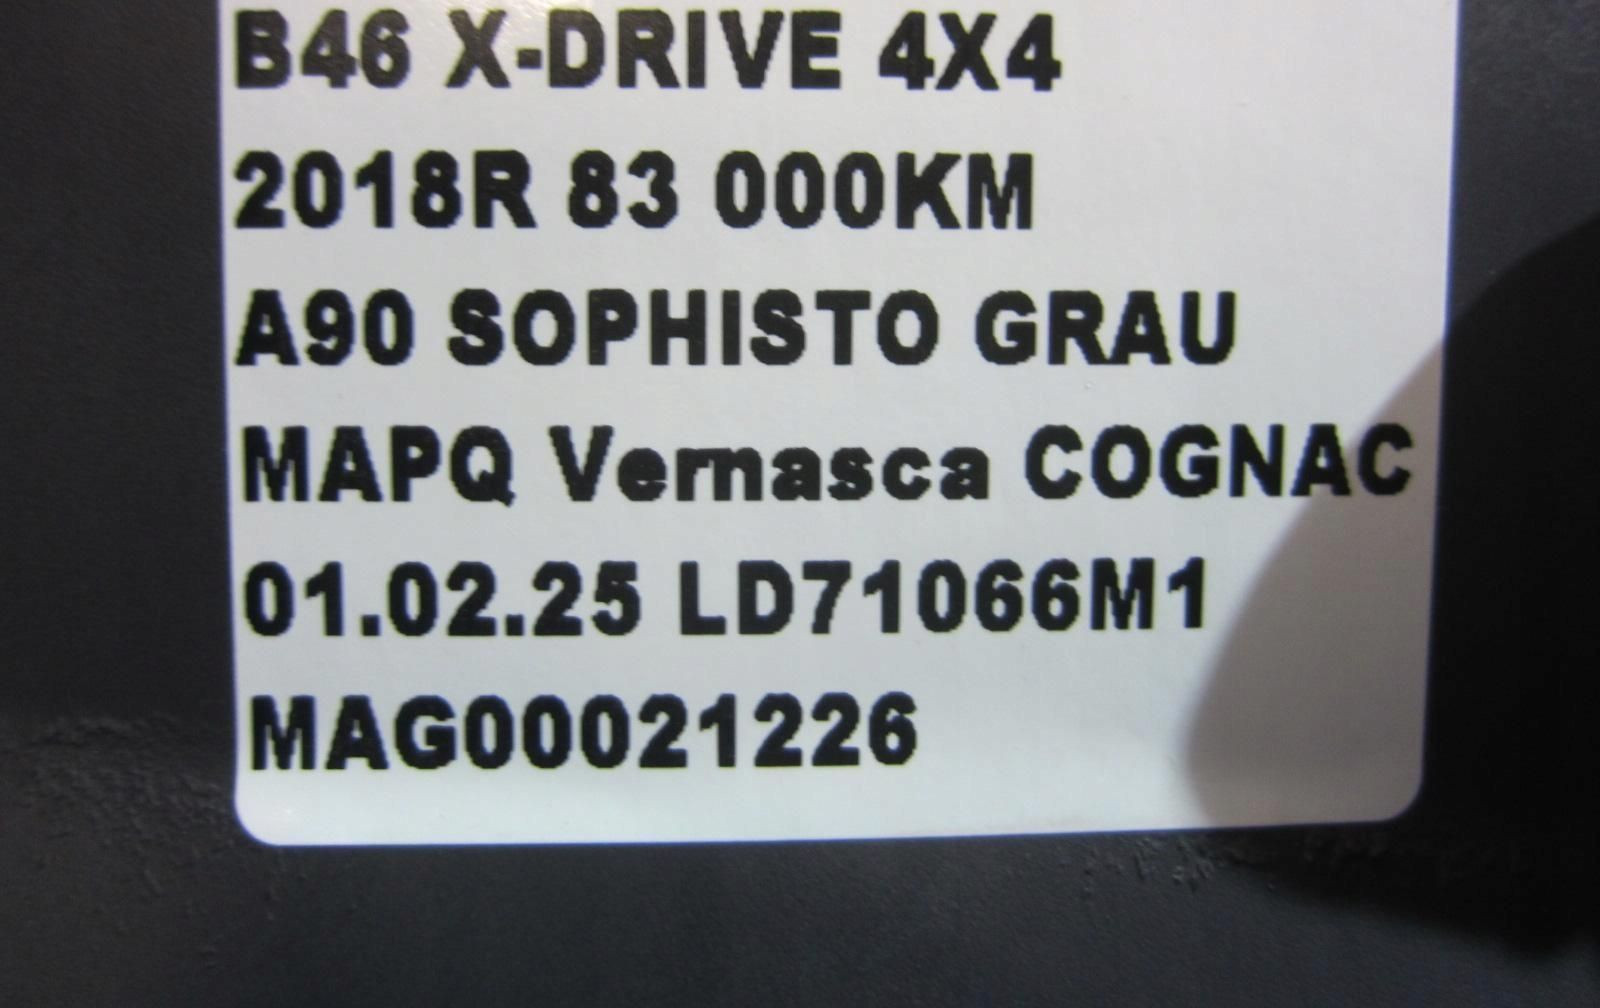 B46 X-DRIVE 4X4
2018R 83 000KM
A90 SOPHISTO GRAU
MAPQ Vernasca COGNAC
01.02.25 LD71066M1
MAG00021226